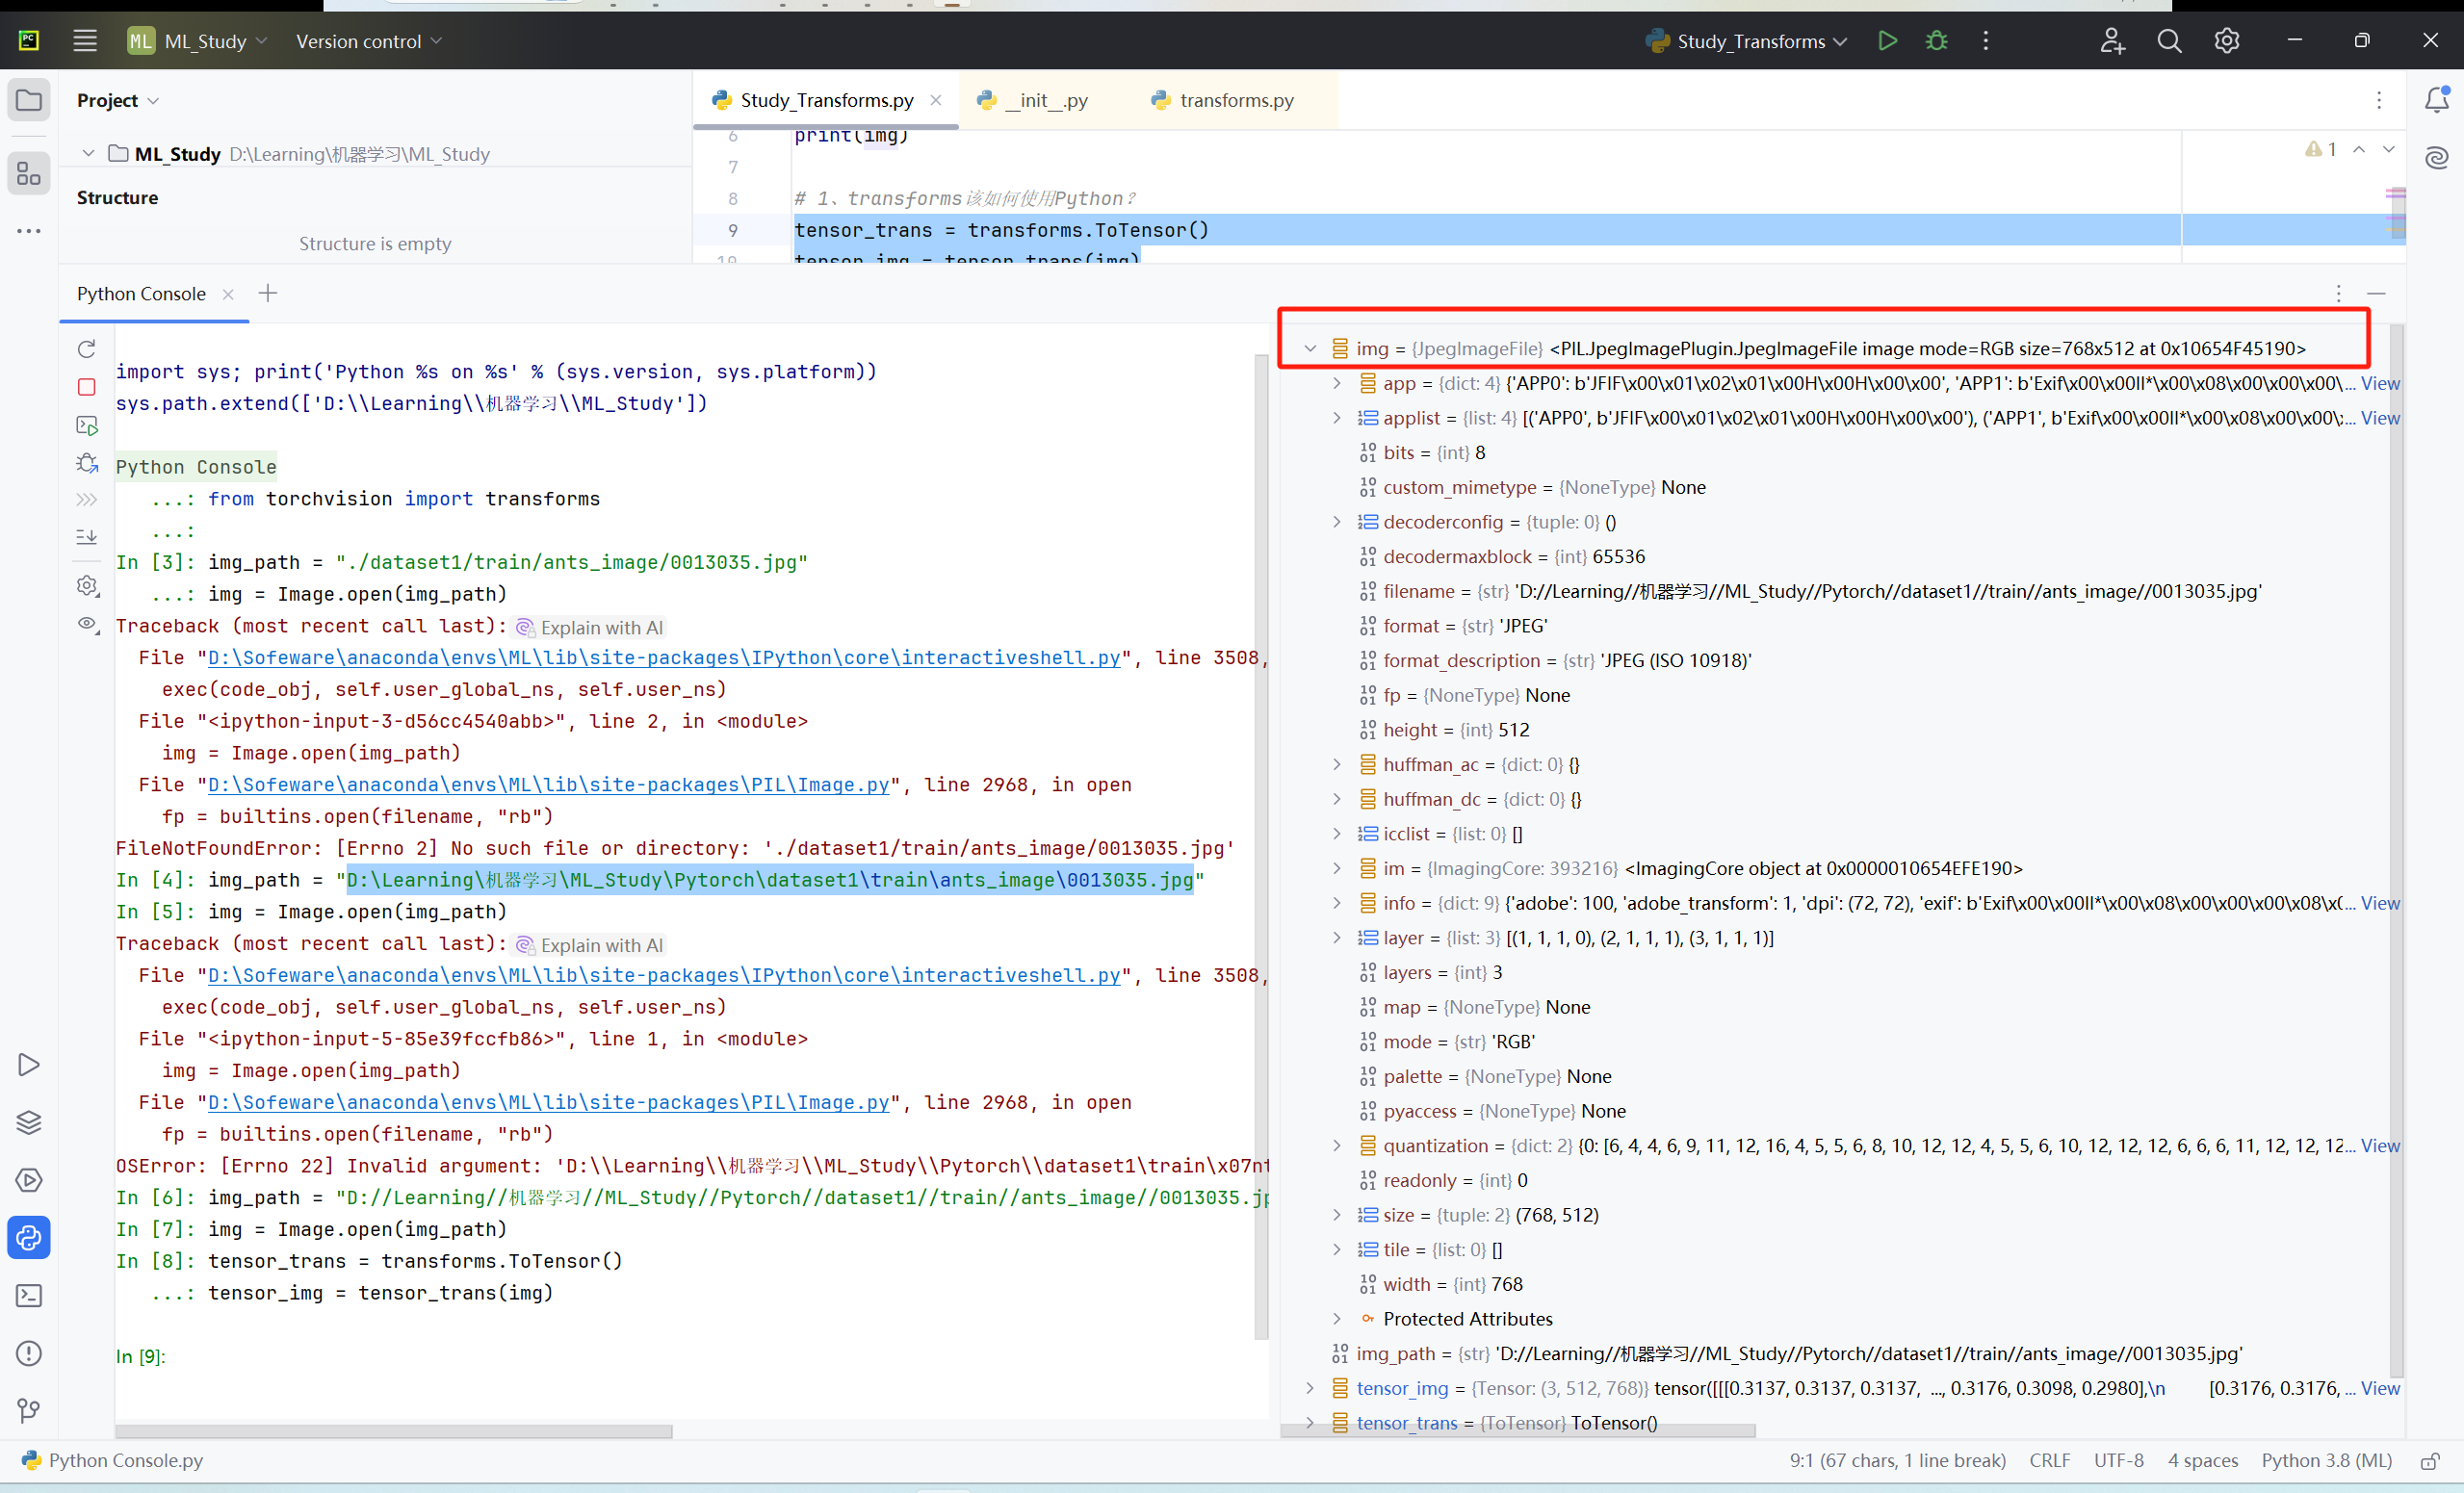 PC
ML ML_Study Version control
Study_Transforms
Project
ML_Study D:\Learning\机器学习\ML_Study
Structure
Structure is empty
Study_Transforms.py __init__.py transforms.py
6 print(img)
7
8 # 1、transforms该如何使用Python？
9 tensor_trans = transforms.ToTensor()
10 tensor_img = tensor_trans(img)
1
Python Console
import sys; print('Python %s on %s' % (sys.version, sys.platform))
sys.path.extend(['D:\\Learning\\机器学习\\ML_Study'])
Python Console
...: from torchvision import transforms
...:
In [3]: img_path = "./dataset1/train/ants_image/0013035.jpg"
...: img = Image.open(img_path)
Traceback (most recent call last): Explain with AI
File "D:\Sofeware\anaconda\envs\ML\lib\site-packages\IPython\core\interactiveshell.py", line 3508,
exec(code_obj, self.user_global_ns, self.user_ns)
File "<ipython-input-3-d56cc4540abb>", line 2, in <module>
img = Image.open(img_path)
File "D:\Sofeware\anaconda\envs\ML\lib\site-packages\PIL\Image.py", line 2968, in open
fp = builtins.open(filename, "rb")
FileNotFoundError: [Errno 2] No such file or directory: './dataset1/train/ants_image/0013035.jpg'
In [4]: img_path = "D:\Learning\机器学习\ML_Study\Pytorch\dataset1\train\ants_image\0013035.jpg"
In [5]: img = Image.open(img_path)
Traceback (most recent call last): Explain with AI
File "D:\Sofeware\anaconda\envs\ML\lib\site-packages\IPython\core\interactiveshell.py", line 3508,
exec(code_obj, self.user_global_ns, self.user_ns)
File "<ipython-input-5-85e39fccfb86>", line 1, in <module>
img = Image.open(img_path)
File "D:\Sofeware\anaconda\envs\ML\lib\site-packages\PIL\Image.py", line 2968, in open
fp = builtins.open(filename, "rb")
OSError: [Errno 22] Invalid argument: 'D:\\Learning\\机器学习\\ML_Study\\Pytorch\\dataset1\train\x07nt
In [6]: img_path = "D://Learning//机器学习//ML_Study//Pytorch//dataset1//train//ants_image//0013035.jp
In [7]: img = Image.open(img_path)
In [8]: tensor_trans = transforms.ToTensor()
...: tensor_img = tensor_trans(img)
In [9]:
img = {JpegImageFile} <PIL.JpegImagePlugin.JpegImageFile image mode=RGB size=768x512 at 0x10654F45190>
app = {dict: 4} {'APP0': b'JFIF\x00\x01\x02\x01\x00H\x00H\x00\x00', 'APP1': b'Exif\x00\x00II*\x00\x08\x00\x00\x00\... View
applist = {list: 4} [('APP0', b'JFIF\x00\x01\x02\x01\x00H\x00H\x00\x00'), ('APP1', b'Exif\x00\x00II*\x00\x08\x00\x00\... View
bits = {int} 8
custom_mimetype = {NoneType} None
decoderconfig = {tuple: 0} ()
decodermaxblock = {int} 65536
filename = {str} 'D://Learning//机器学习//ML_Study//Pytorch//dataset1//train//ants_image//0013035.jpg'
format = {str} 'JPEG'
format_description = {str} 'JPEG (ISO 10918)'
fp = {NoneType} None
height = {int} 512
huffman_ac = {dict: 0} {}
huffman_dc = {dict: 0} {}
icclist = {list: 0} []
im = {ImagingCore: 393216} <ImagingCore object at 0x0000010654EFE190>
info = {dict: 9} {'adobe': 100, 'adobe_transform': 1, 'dpi': (72, 72), 'exif': b'Exif\x00\x00II*\x00\x08\x00\x00\x00\x08\x(... View
layer = {list: 3} [(1, 1, 1, 0), (2, 1, 1, 1), (3, 1, 1, 1)]
layers = {int} 3
map = {NoneType} None
mode = {str} 'RGB'
palette = {NoneType} None
pyaccess = {NoneType} None
quantization = {dict: 2} {0: [6, 4, 4, 6, 9, 11, 12, 16, 4, 5, 5, 6, 8, 10, 12, 12, 4, 5, 5, 6, 10, 12, 12, 12, 6, 6, 6, 11, 12, 12, 12... View
readonly = {int} 0
size = {tuple: 2} (768, 512)
tile = {list: 0} []
width = {int} 768
Protected Attributes
img_path = {str} 'D://Learning//机器学习//ML_Study//Pytorch//dataset1//train//ants_image//0013035.jpg'
tensor_img = {Tensor: (3, 512, 768)} tensor([[[0.3137, 0.3137, 0.3137, ..., 0.3176, 0.3098, 0.2980],\n [0.3176, 0.3176, ... View
tensor_trans = {ToTensor} ToTensor()
Python Console.py
9:1 (67 chars, 1 line break) CRLF UTF-8 4 spaces Python 3.8 (ML)